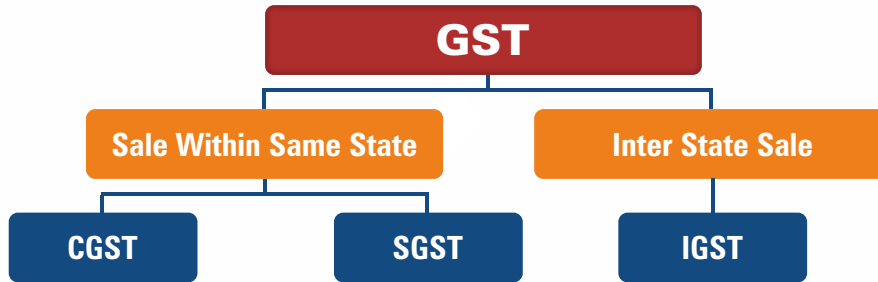 GST
Sale Within Same State
Inter State Sale
CGST
SGST
IGST